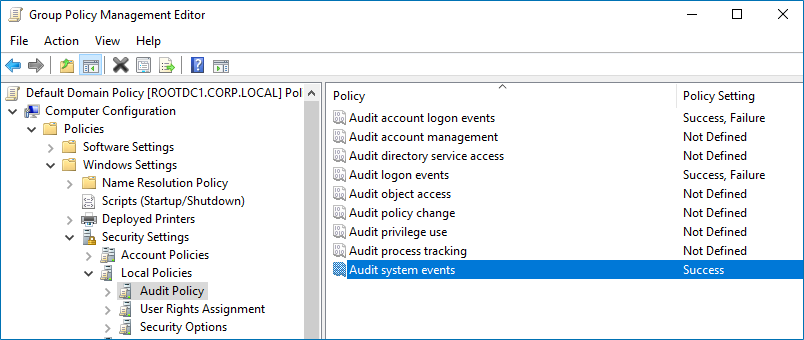 Group Policy Management Editor
File Action View Help
Default Domain Policy [ROOTDC1.CORP.LOCAL] Pol
Computer Configuration
Policies
Software Settings
Windows Settings
Name Resolution Policy
Scripts (Startup/Shutdown)
Deployed Printers
Security Settings
Account Policies
Local Policies
Audit Policy
User Rights Assignment
Security Options
Policy Policy Setting
Audit account logon events Success, Failure
Audit account management Not Defined
Audit directory service access Not Defined
Audit logon events Success, Failure
Audit object access Not Defined
Audit policy change Not Defined
Audit privilege use Not Defined
Audit process tracking Not Defined
Audit system events Success